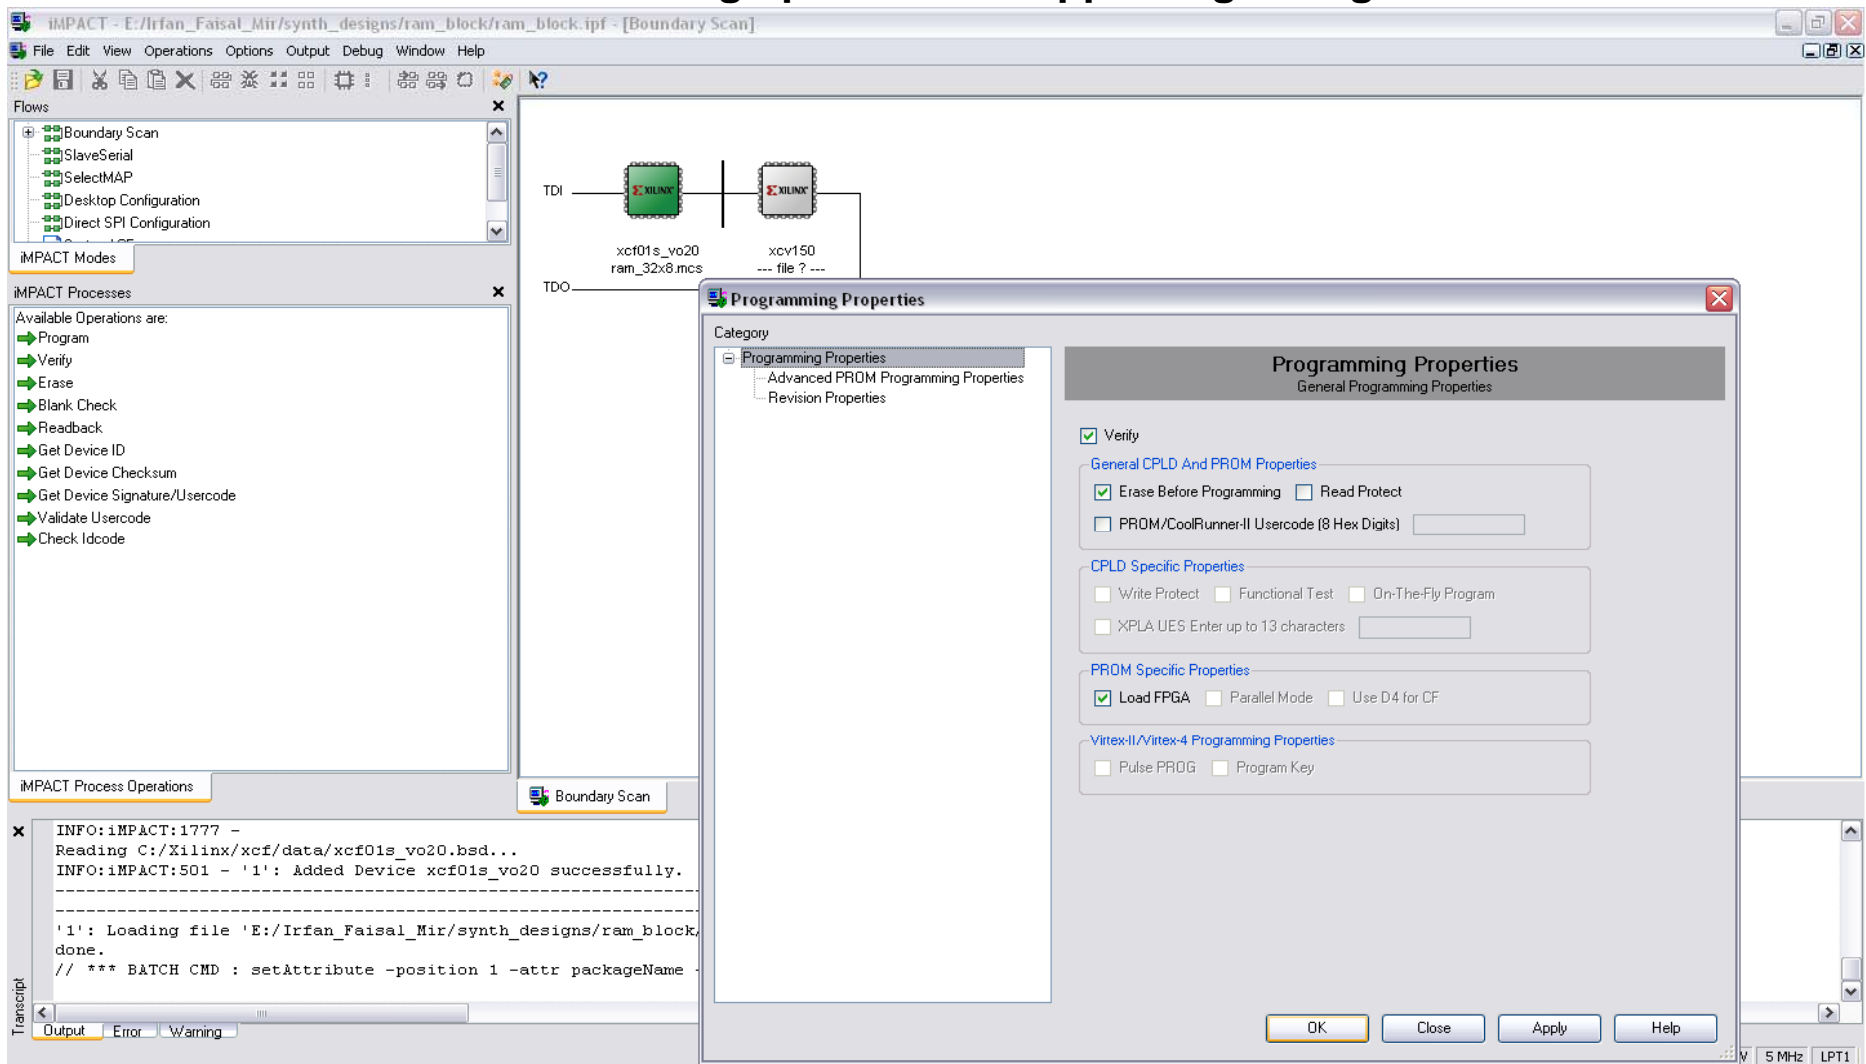 iMPACT - E:/Irfan_Faisal_Mir/synth_designs/ram_block/ram_block.ipf - [Boundary Scan]
File Edit View Operations Options Output Debug Window Help
Flows
Boundary Scan
SlaveSerial
SelectMAP
Desktop Configuration
Direct SPI Configuration
iMPACT Modes
iMPACT Processes
Available Operations are:
Program
Verify
Erase
Blank Check
Readback
Get Device ID
Get Device Checksum
Get Device Signature/Usercode
Validate Usercode
Check Idcode
iMPACT Process Operations
TDI
XILINX
XILINX
xcf01s_vo20
ram_32x8.mcs
xcv150
--- file ? ---
TDO
Boundary Scan
Programming Properties
Category
Programming Properties
Advanced PROM Programming Properties
Revision Properties
Programming Properties
General Programming Properties
Verify
General CPLD And PROM Properties
Erase Before Programming Read Protect
PROM/CoolRunner-II Usercode (8 Hex Digits)
CPLD Specific Properties
Write Protect Functional Test On-The-Fly Program
XPLA UES Enter up to 13 characters
PROM Specific Properties
Load FPGA Parallel Mode Use D4 for CF
Virtex-II/Virtex-4 Programming Properties
Pulse PROG Program Key
OK Close Apply Help
INFO:iMPACT:1777 -
Reading C:/Xilinx/xcf/data/xcf01s_vo20.bsd...
INFO:iMPACT:501 - '1': Added Device xcf01s_vo20 successfully.
----------------------------------------------------------------
----------------------------------------------------------------
'1': Loading file 'E:/Irfan_Faisal_Mir/synth_designs/ram_block/
done.
// *** BATCH CMD : setAttribute -position 1 -attr packageName -
Transcript
Output Error Warning
5 MHz LPT1